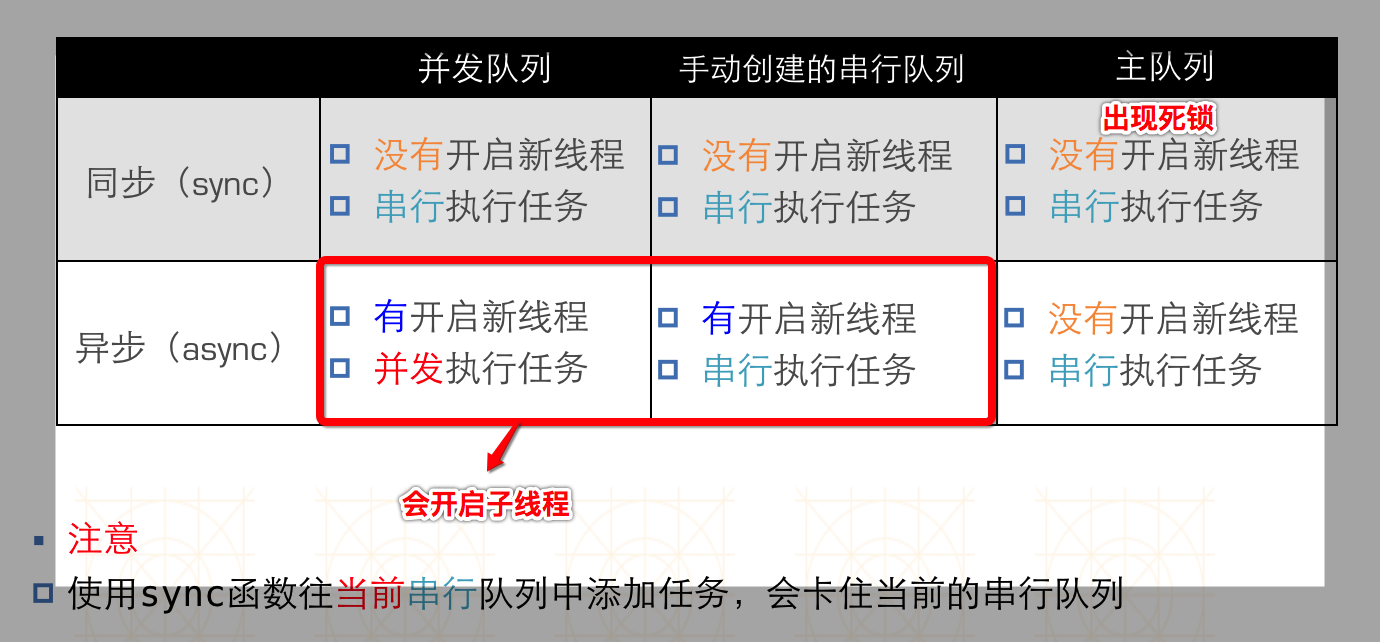 并发队列 手动创建的串行队列 主队列
出现死锁
同步（sync） 没有开启新线程 没有开启新线程 没有开启新线程
串行执行任务 串行执行任务 串行执行任务
异步（async） 有开启新线程 有开启新线程 没有开启新线程
并发执行任务 串行执行任务 串行执行任务
会开启子线程
注意
使用sync函数往当前串行队列中添加任务，会卡住当前的串行队列